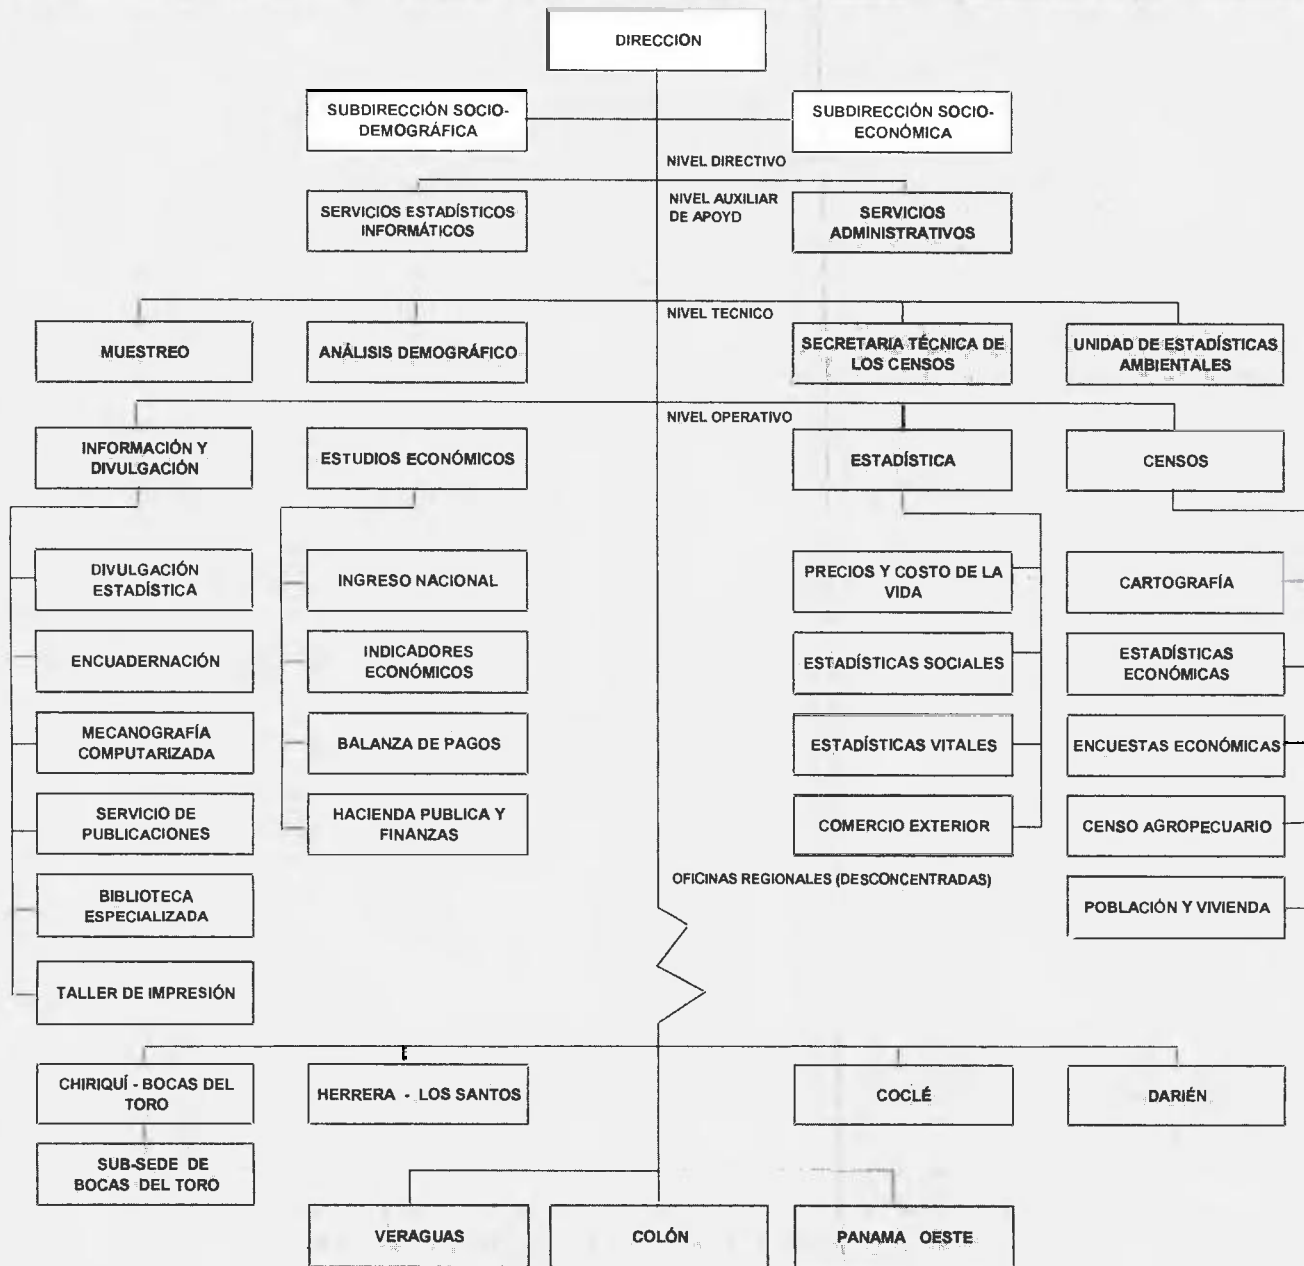 DIRECCIÓN
SUBDIRECCIÓN SOCIO-
DEMOGRÁFICA
SUBDIRECCIÓN SOCIO-
ECONÓMICA
NIVEL DIRECTIVO
SERVICIOS ESTADÍSTICOS
INFORMÁTICOS
NIVEL AUXILIAR
DE APOYD
SERVICIOS
ADMINISTRATIVOS
NIVEL TECNICO
MUESTREO
ANÁLISIS DEMOGRÁFICO
SECRETARIA TÉCNICA DE
LOS CENSOS
UNIDAD DE ESTADÍSTICAS
AMBIENTALES
NIVEL OPERATIVO
INFORMACIÓN Y
DIVULGACIÓN
ESTUDIOS ECONÓMICOS
ESTADÍSTICA
CENSOS
DIVULGACIÓN
ESTADÍSTICA
INGRESO NACIONAL
PRECIOS Y COSTO DE LA
VIDA
CARTOGRAFÍA
ENCUADERNACIÓN
INDICADORES
ECONÓMICOS
ESTADÍSTICAS SOCIALES
ESTADÍSTICAS
ECONÓMICAS
MECANOGRAFÍA
COMPUTARIZADA
BALANZA DE PAGOS
ESTADÍSTICAS VITALES
ENCUESTAS ECONÓMICAS
SERVICIO DE
PUBLICACIONES
HACIENDA PUBLICA Y
FINANZAS
COMERCIO EXTERIOR
CENSO AGROPECUARIO
OFICINAS REGIONALES (DESCONCENTRADAS)
BIBLIOTECA
ESPECIALIZADA
POBLACIÓN Y VIVIENDA
TALLER DE IMPRESIÓN
CHIRIQUÍ - BOCAS DEL
TORO
HERRERA - LOS SANTOS
COCLÉ
DARIÉN
SUB-SEDE DE
BOCAS DEL TORO
VERAGUAS
COLÓN
PANAMA OESTE